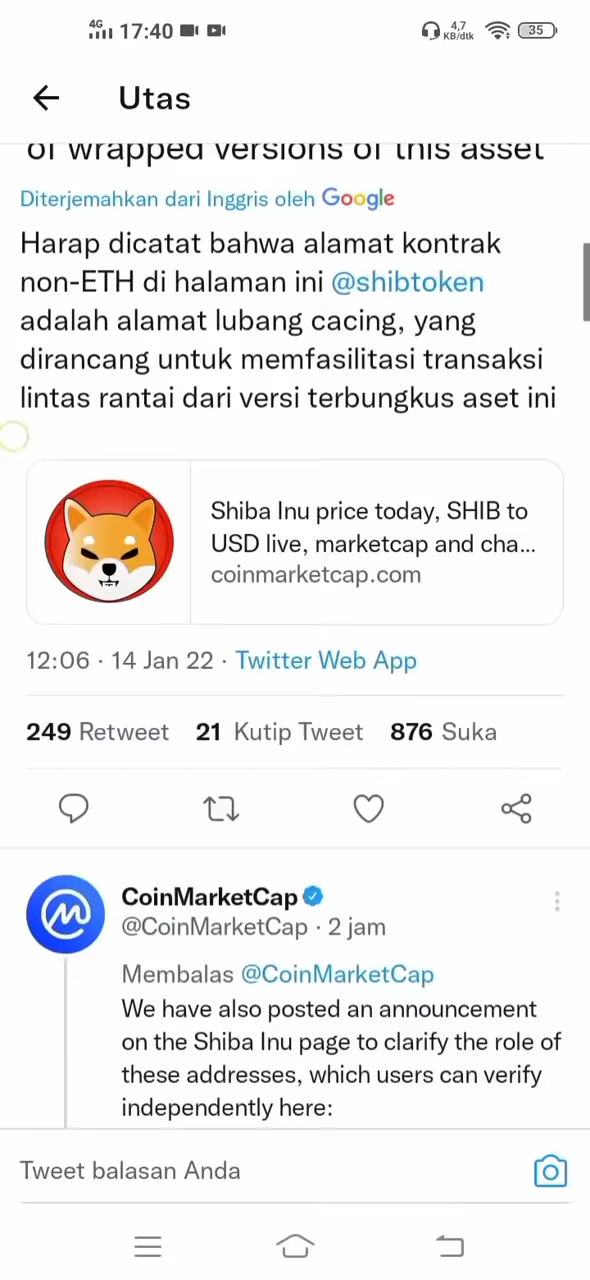 4G 17:40 4,7 KB/dtk 35
Utas
of wrapped versions of this asset
Diterjemahkan dari Inggris oleh Google
Harap dicatat bahwa alamat kontrak
non-ETH di halaman ini @shibtoken
adalah alamat lubang cacing, yang
dirancang untuk memfasilitasi transaksi
lintas rantai dari versi terbungkus aset ini
Shiba Inu price today, SHIB to
USD live, marketcap and cha...
coinmarketcap.com
12:06 · 14 Jan 22 · Twitter Web App
249 Retweet 21 Kutip Tweet 876 Suka
CoinMarketCap
@CoinMarketCap · 2 jam
Membalas @CoinMarketCap
We have also posted an announcement
on the Shiba Inu page to clarify the role of
these addresses, which users can verify
independently here:
Tweet balasan Anda